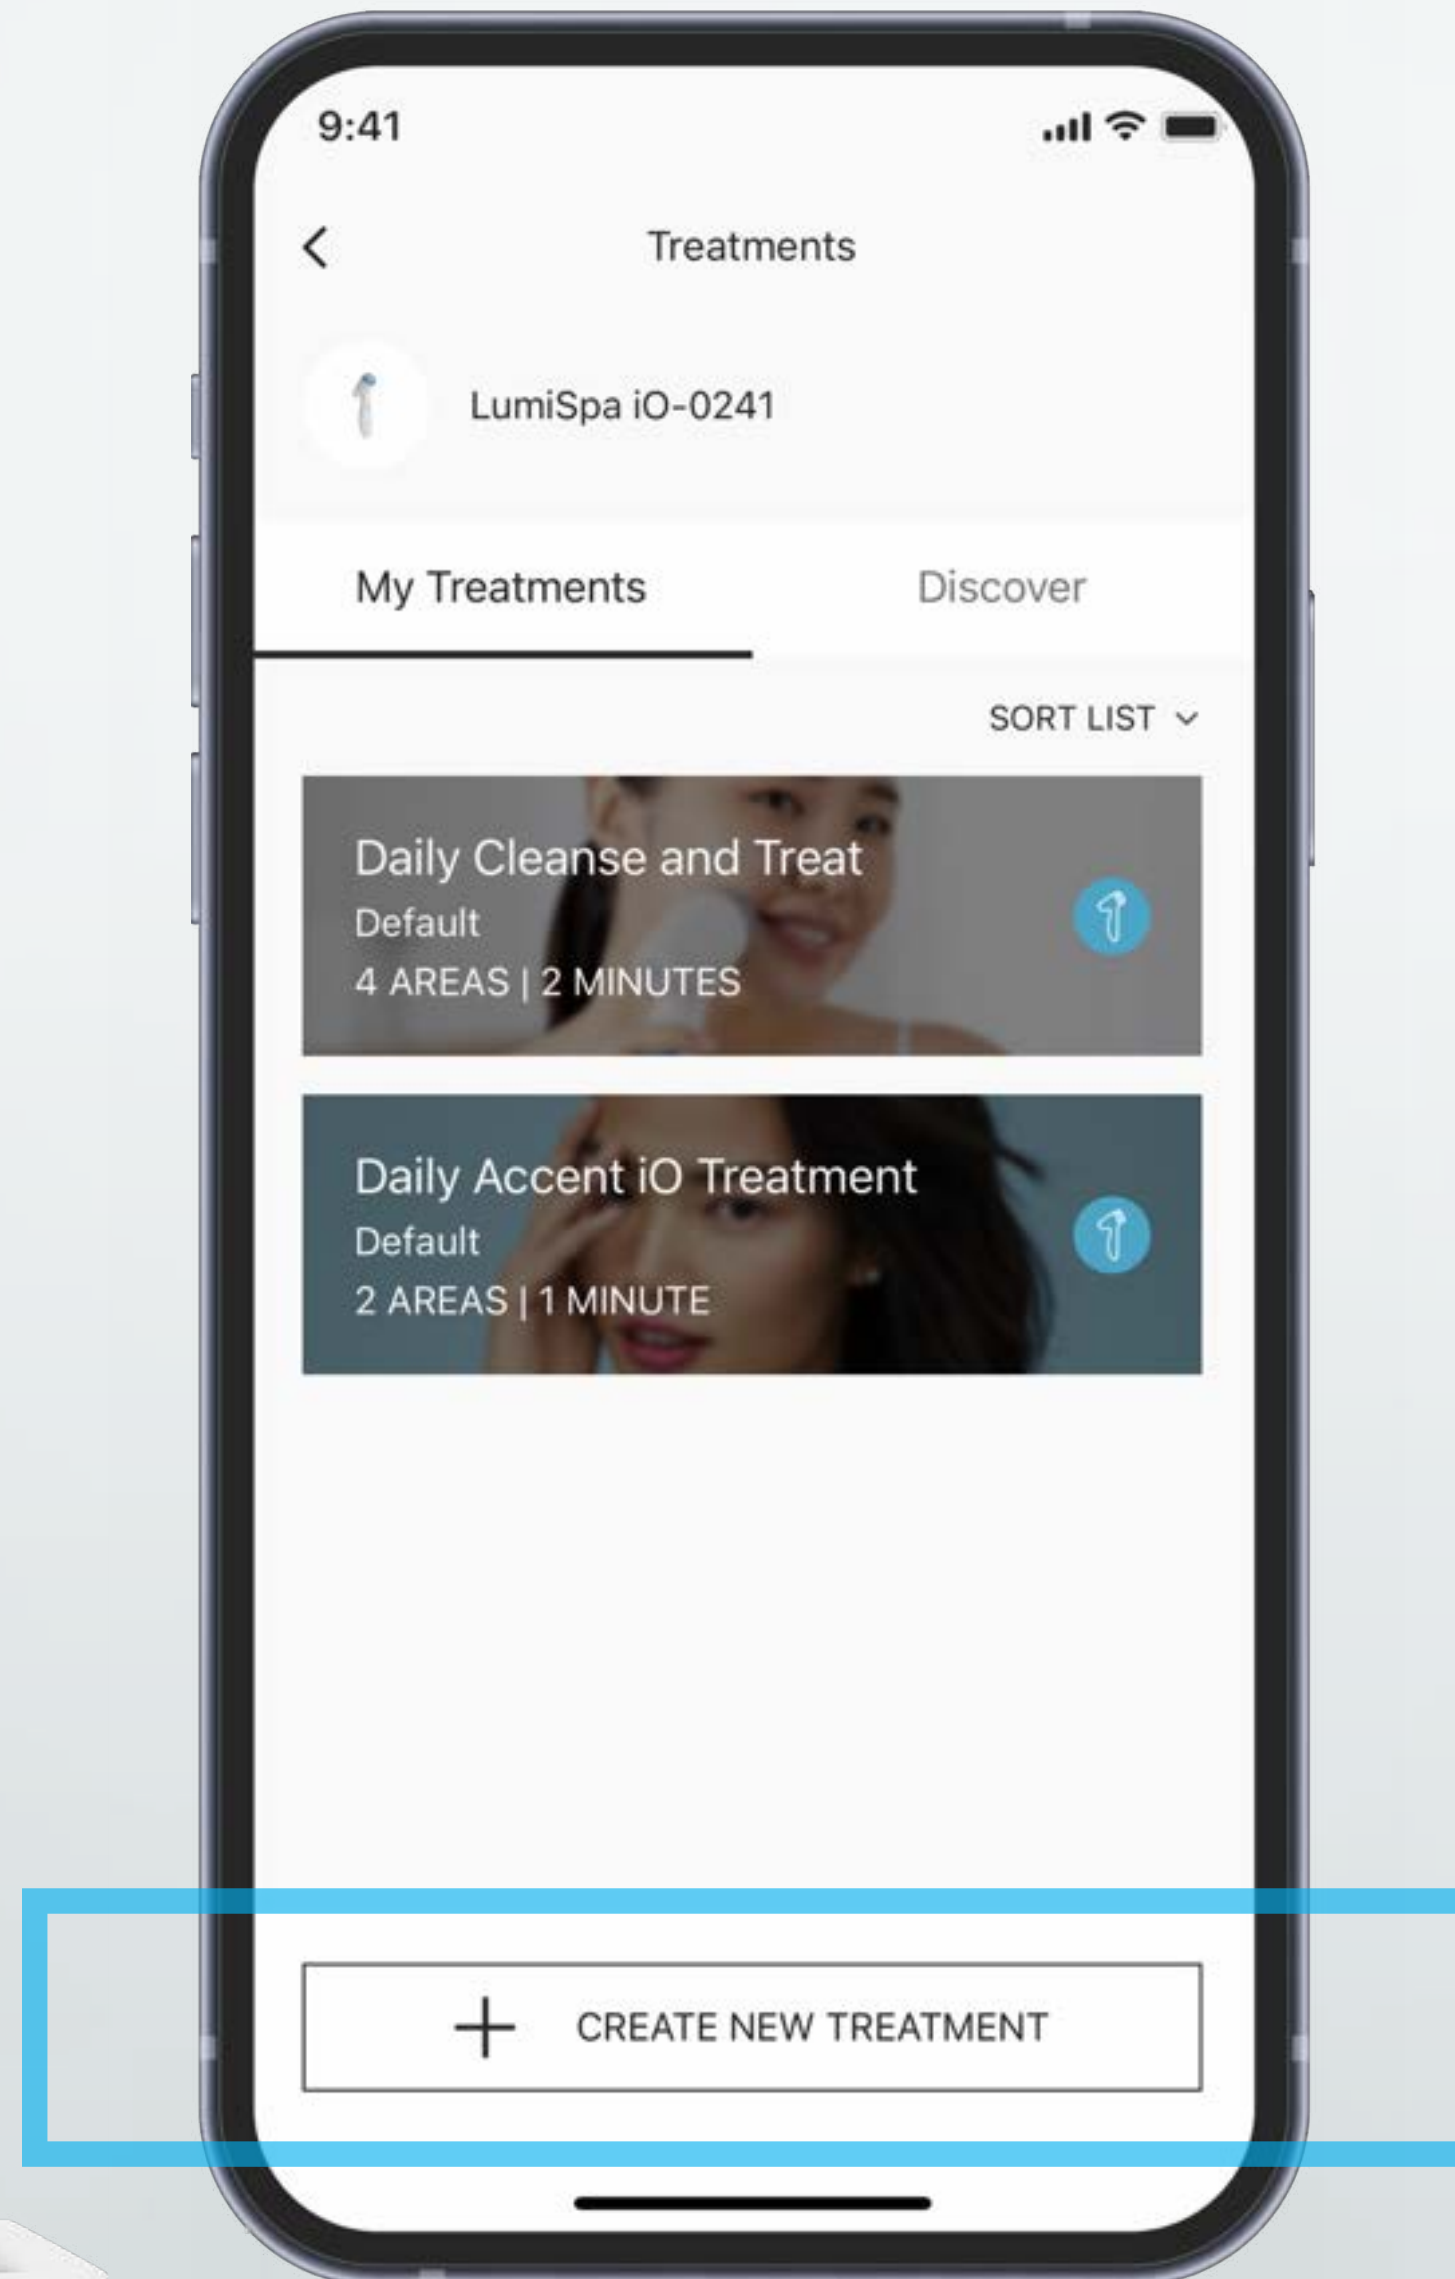 9:41
Treatments
LumiSpa iO-0241
My Treatments
Discover
SORT LIST
Daily Cleanse and Treat
Default
4 AREAS | 2 MINUTES
Daily Accent iO Treatment
Default
2 AREAS | 1 MINUTE
CREATE NEW TREATMENT